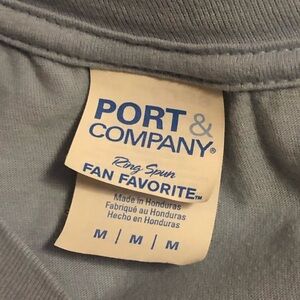 PORT &
COMPANY®
Ring Spun
FAN FAVORITE™
Made in Honduras
Fabriqué au Honduras
Hecho en Honduras
M | M | M